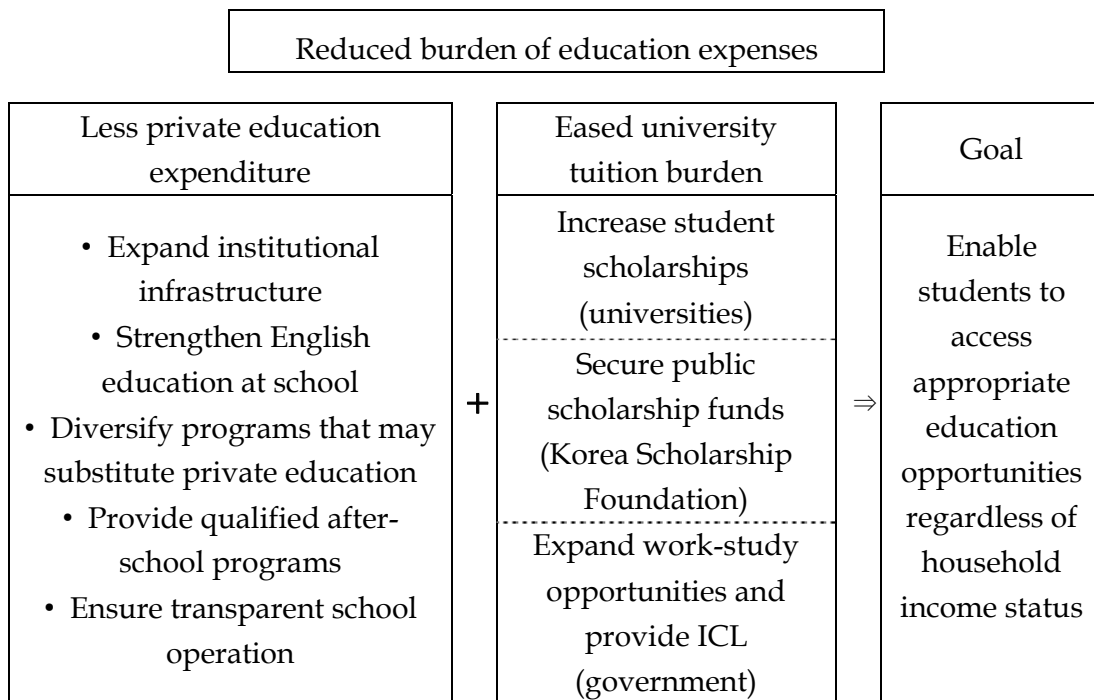 Reduced burden of education expenses
Less private education
expenditure
• Expand institutional
infrastructure
• Strengthen English
education at school
• Diversify programs that may
substitute private education
• Provide qualified after-
school programs
• Ensure transparent school
operation
+
Eased university
tuition burden
Increase student
scholarships
(universities)
Secure public
scholarship funds
(Korea Scholarship
Foundation)
Expand work-study
opportunities and
provide ICL
(government)
⇒
Goal
Enable
students to
access
appropriate
education
opportunities
regardless of
household
income status